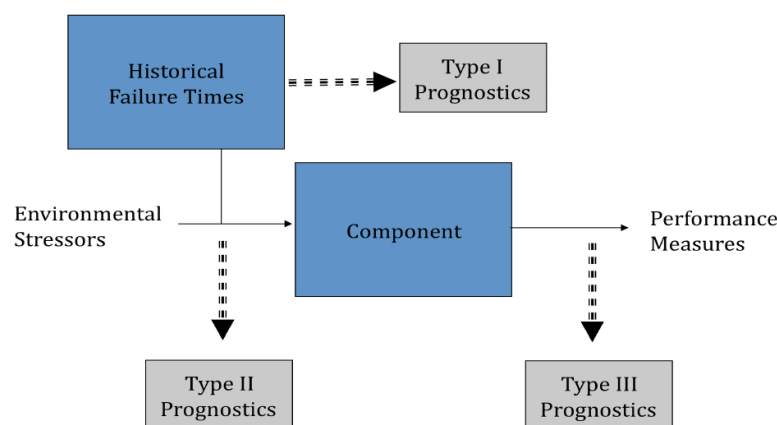 Historical
Failure Times
Type I
Prognostics
Environmental
Stressors
Component
Performance
Measures
Type II
Prognostics
Type III
Prognostics